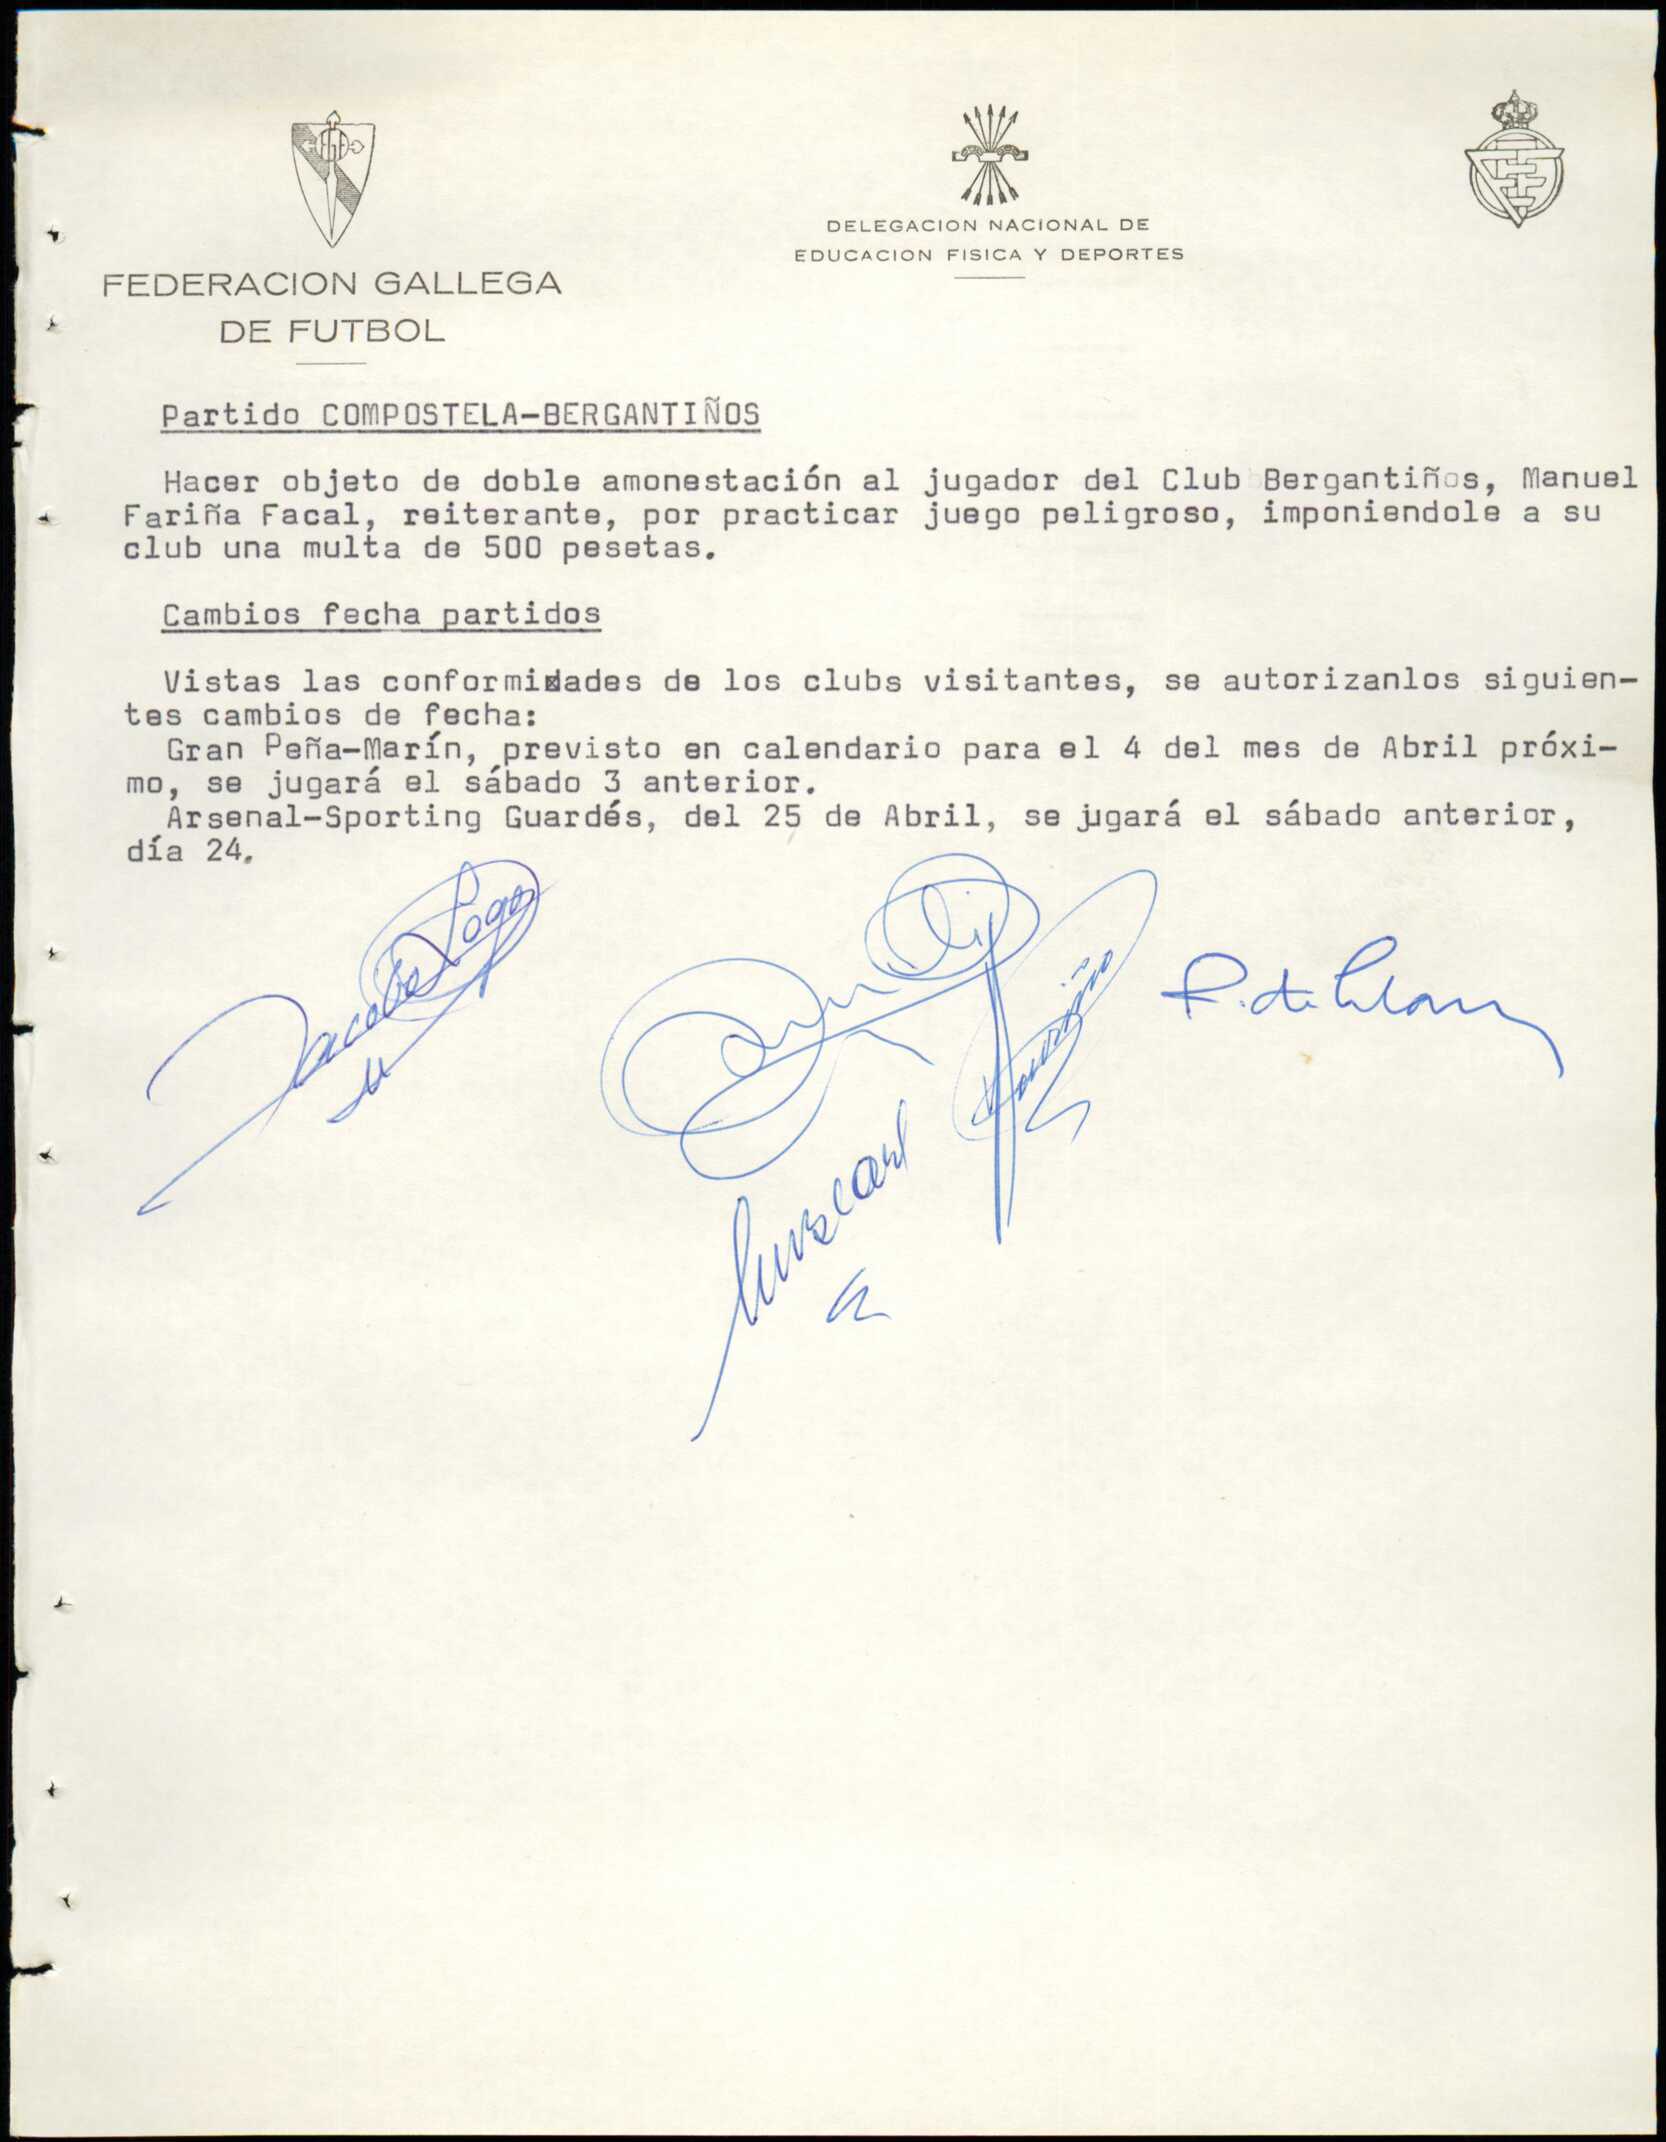 FEDERACION GALLEGA
DE FUTBOL
DELEGACION NACIONAL DE
EDUCACION FISICA Y DEPORTES
Partido COMPOSTELA-BERGANTIÑOS
Hacer objeto de doble amonestación al jugador del Club Bergantiños, Manuel
Fariña Facal, reiterante, por practicar juego peligroso, imponiendole a su
club una multa de 500 pesetas.
Cambios fecha partidos
Vistas las conformidades de los clubs visitantes, se autorizanlos siguien-
tes cambios de fecha:
Gran Peña-Marín, previsto en calendario para el 4 del mes de Abril próxi-
mo, se jugará el sábado 3 anterior.
Arsenal-Sporting Guardés, del 25 de Abril, se jugará el sábado anterior,
día 24.